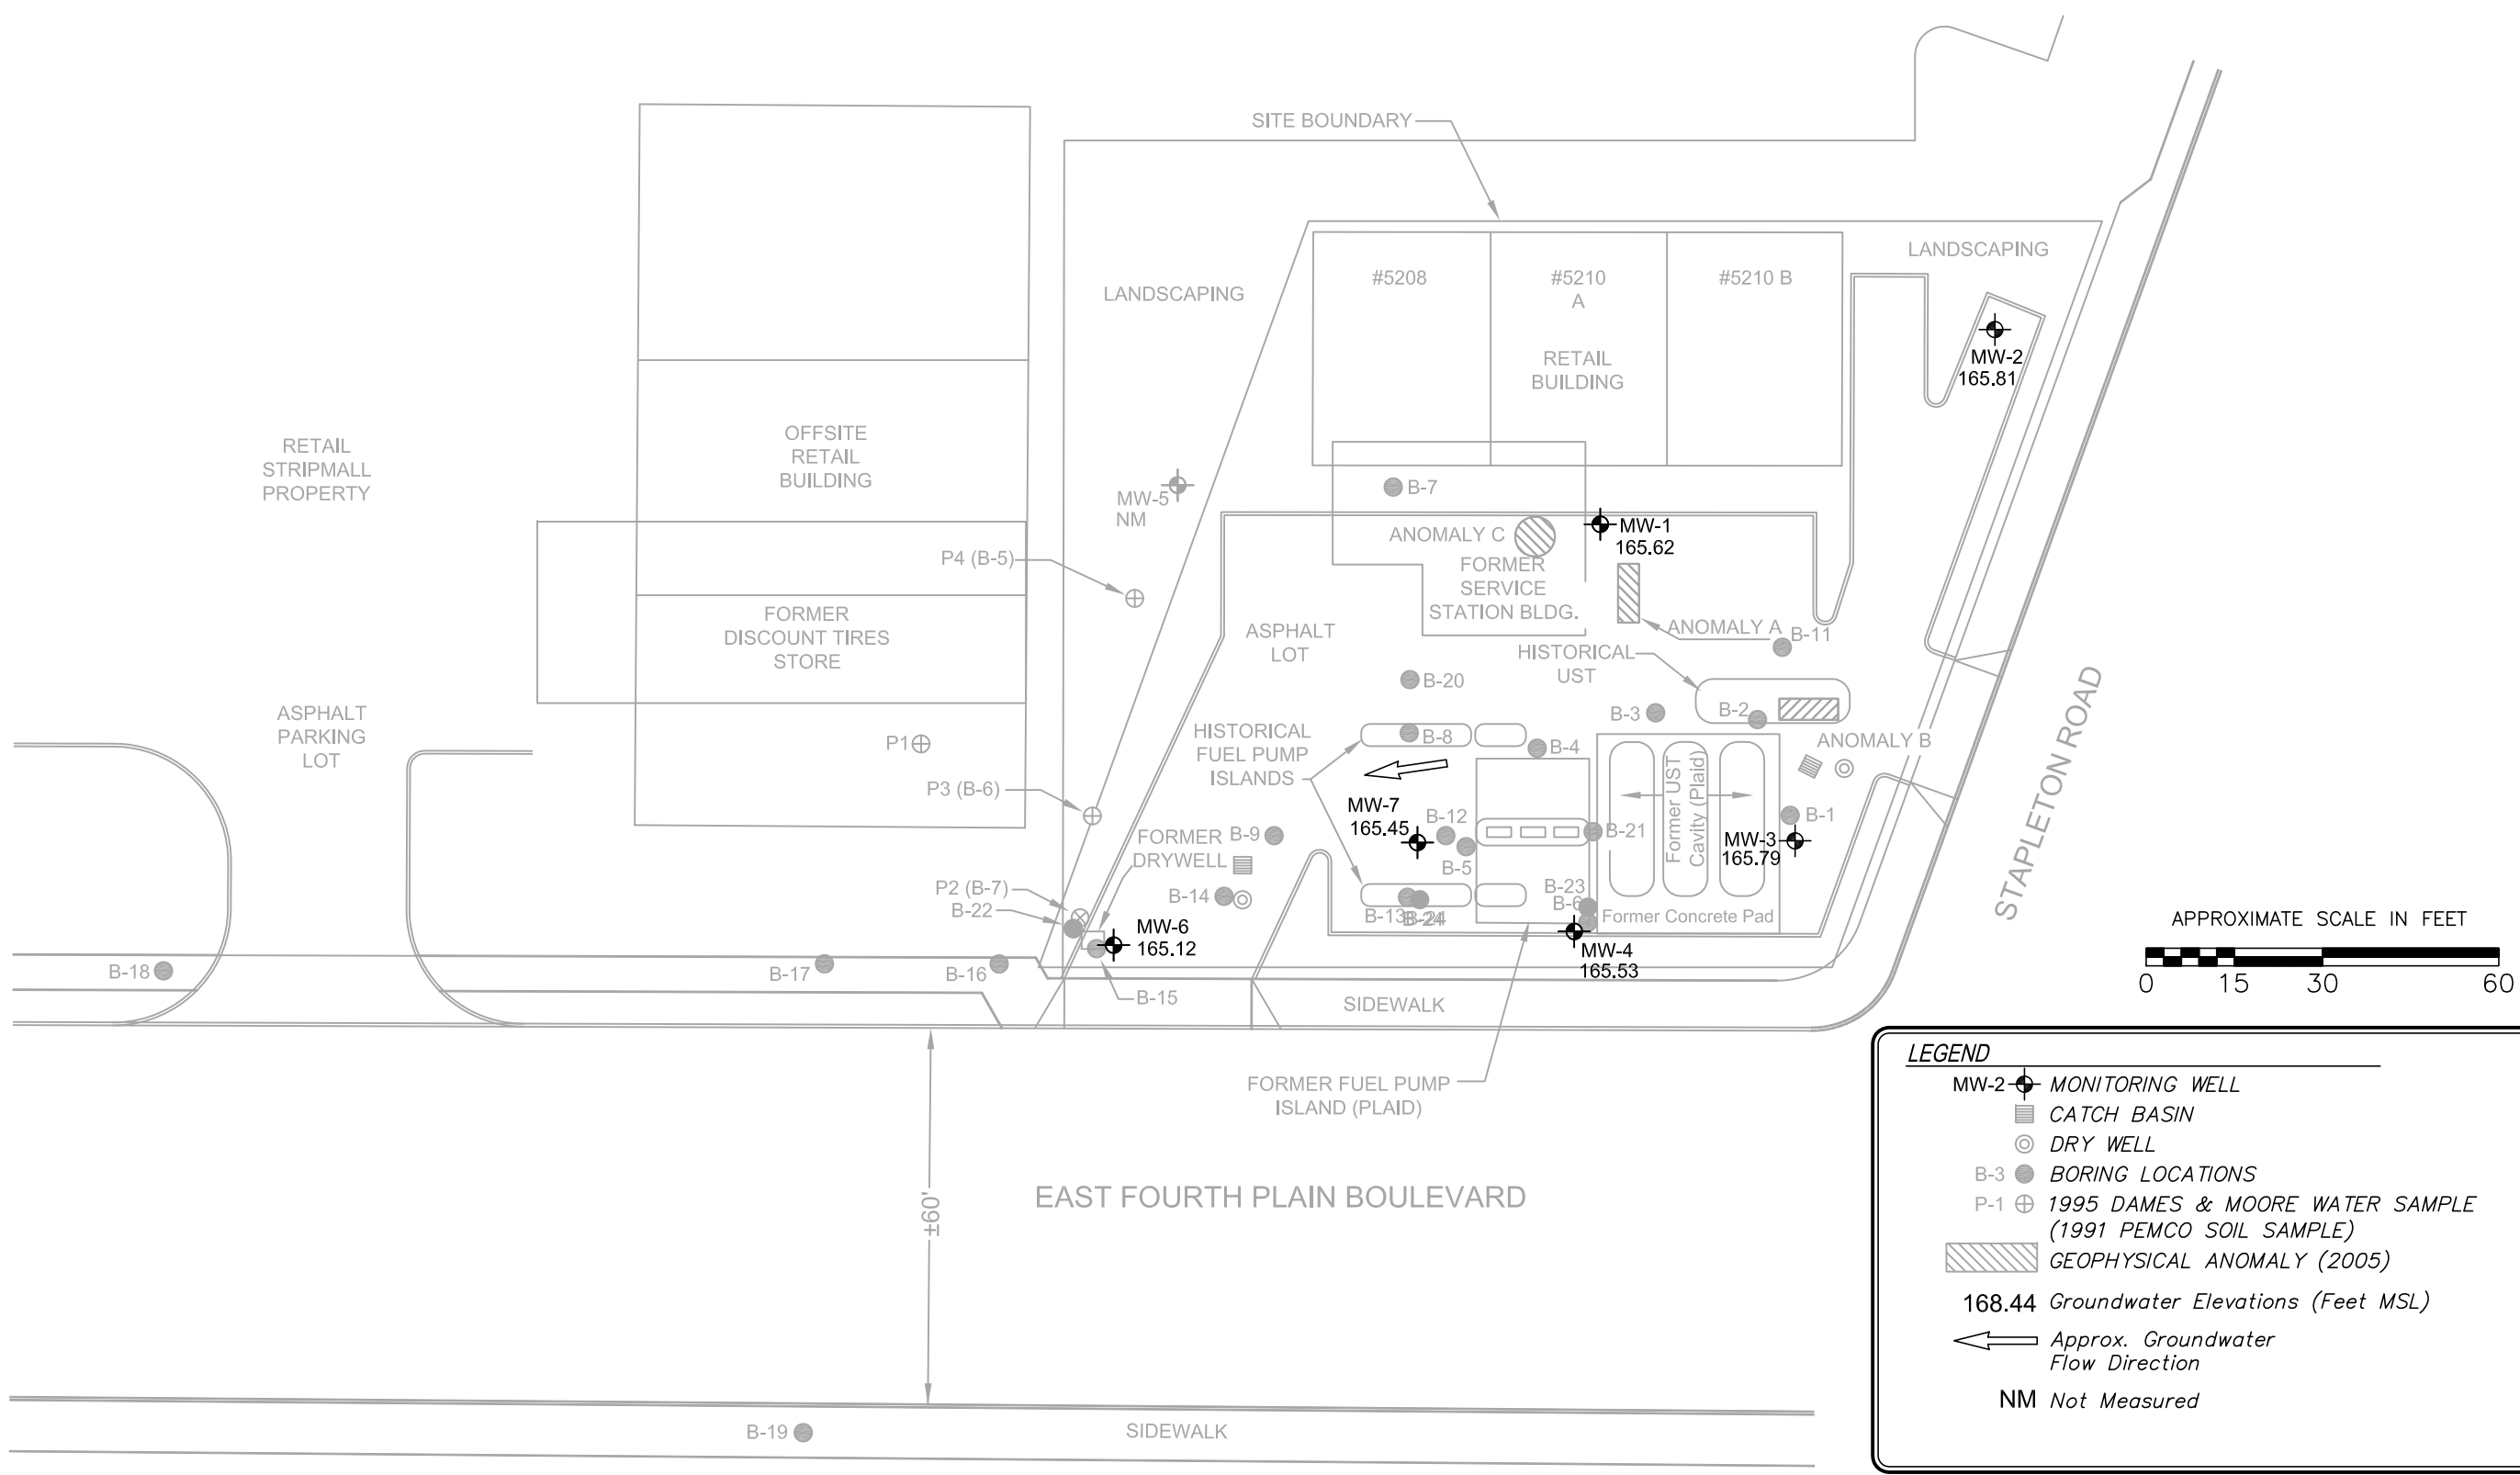 SITE BOUNDARY
LANDSCAPING
#5208
#5210
A
#5210 B
LANDSCAPING
RETAIL
BUILDING
MW-2
165.81
RETAIL
STRIPMALL
PROPERTY
OFFSITE
RETAIL
BUILDING
MW-5
NM
B-7
ANOMALY C
MW-1
165.62
P4 (B-5)
FORMER
SERVICE
STATION BLDG.
FORMER
DISCOUNT TIRES
STORE
ASPHALT
LOT
ANOMALY A
B-11
HISTORICAL
UST
B-20
STAPLETON ROAD
ASPHALT
PARKING
LOT
P1
HISTORICAL
FUEL PUMP
ISLANDS
B-8
B-4
B-3
B-2
ANOMALY B
P3 (B-6)
MW-7
165.45
B-12
B-5
B-21
Former UST
Cavity (Plaid)
MW-3
165.79
B-1
FORMER
DRYWELL
B-9
P2 (B-7)
B-22
B-14
B-13
B-24
B-23
B-6
Former Concrete Pad
MW-6
165.12
MW-4
165.53
B-18
B-17
B-16
B-15
SIDEWALK
APPROXIMATE SCALE IN FEET
0 15 30 60
FORMER FUEL PUMP
ISLAND (PLAID)
±60'
EAST FOURTH PLAIN BOULEVARD
B-19
SIDEWALK
LEGEND
MW-2 MONITORING WELL
CATCH BASIN
DRY WELL
B-3 BORING LOCATIONS
P-1 1995 DAMES & MOORE WATER SAMPLE
(1991 PEMCO SOIL SAMPLE)
GEOPHYSICAL ANOMALY (2005)
168.44 Groundwater Elevations (Feet MSL)
Approx. Groundwater
Flow Direction
NM Not Measured